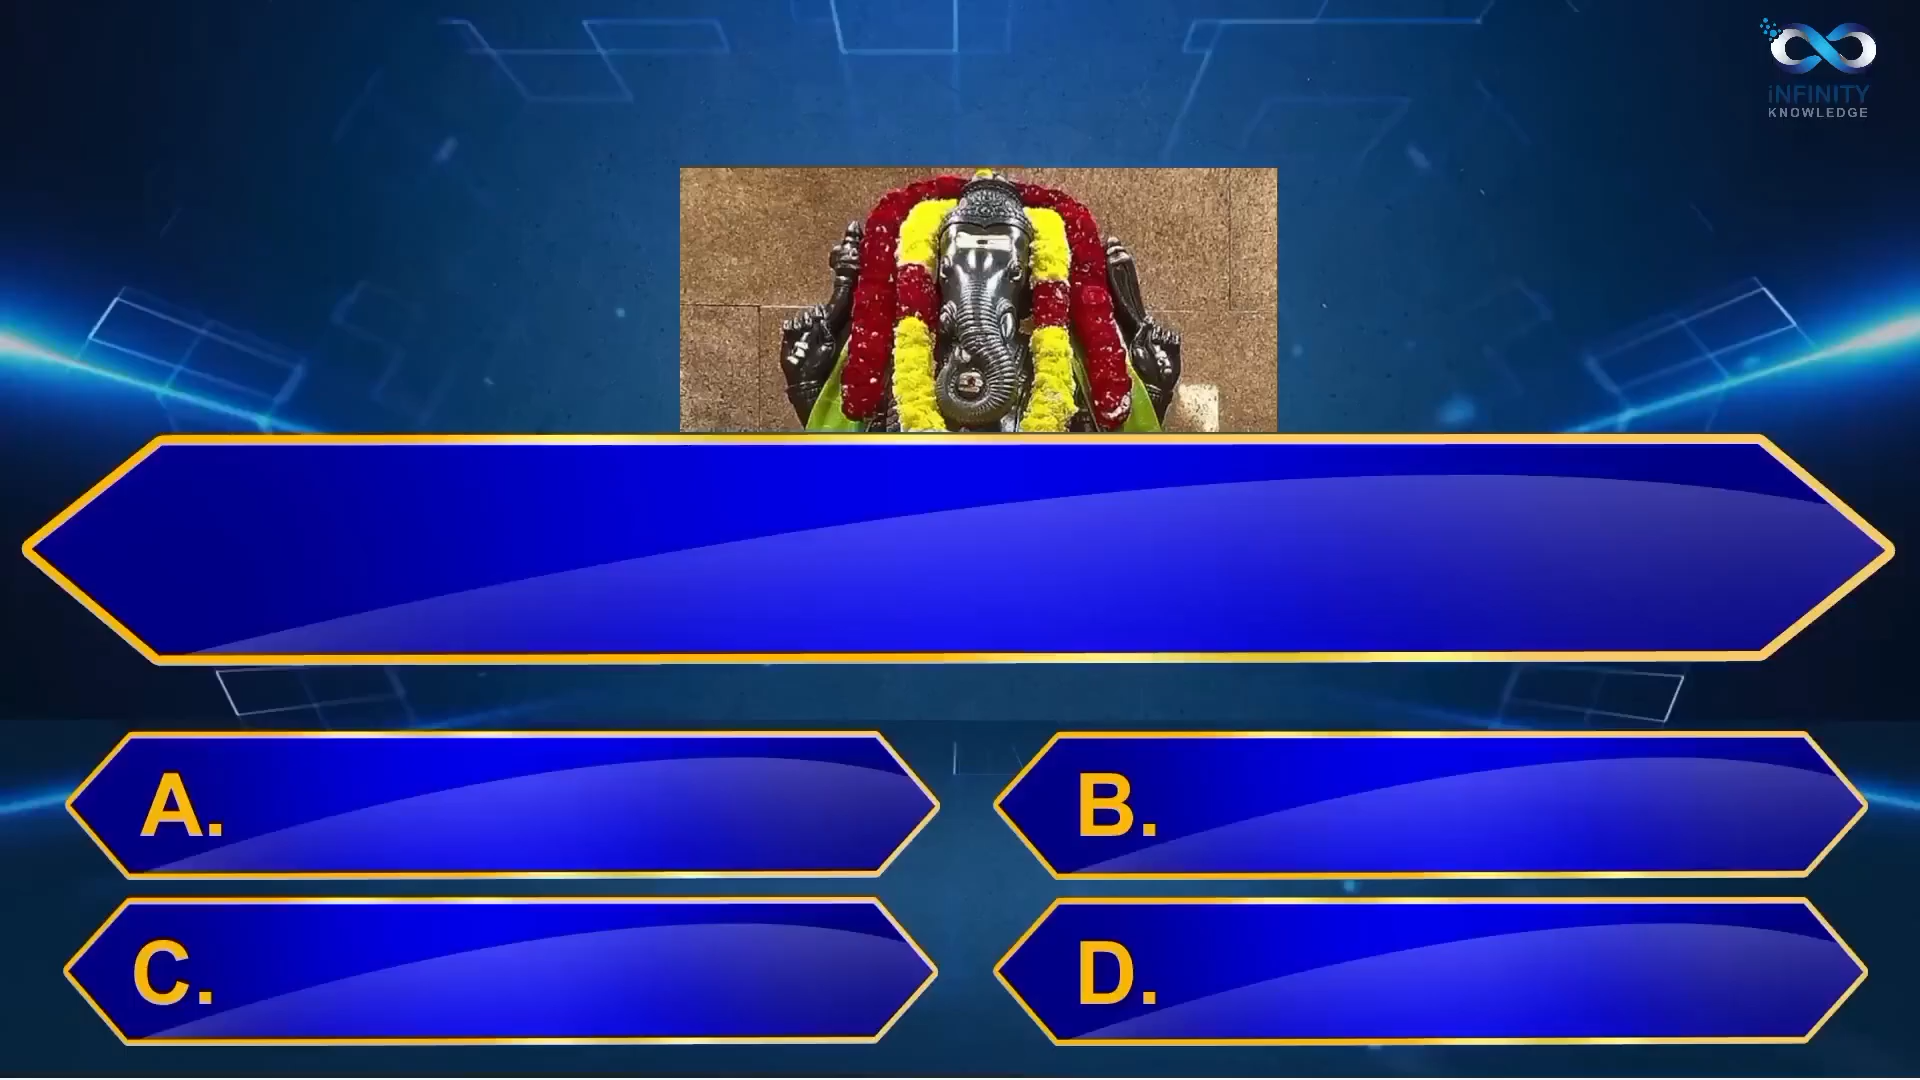 iNFINITY
KNOWLEDGE
A.
B.
C.
D.